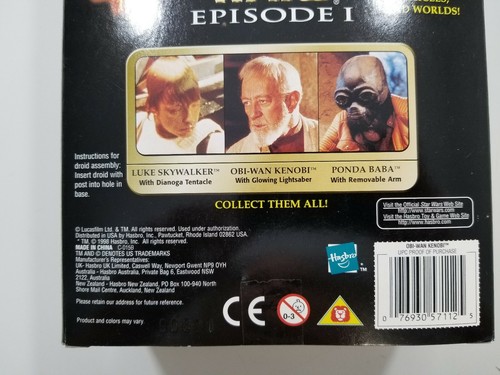 EPISODE I
AND WORLDS!
LUKE SKYWALKER™
With Dianoga Tentacle
OBI-WAN KENOBI™
With Glowing Lightsaber
PONDA BABA™
With Removable Arm
Instructions for
droid assembly:
Insert droid with
post into hole in
base.
COLLECT THEM ALL!
Visit the Official Star Wars Web Site
http://www.starwars.com
Visit the Hasbro Toy & Game Web Site
http://www.hasbro.com
© Lucasfilm Ltd. & TM. All rights reserved. Used under authorization.
Distributed in USA by Hasbro, Inc., Pawtucket, Rhode Island 02862 USA.
* TM, © 1998 Hasbro, Inc. All rights reserved.
MADE IN CHINA C-015B
TM AND © DENOTES US TRADEMARKS
Manufacturer's Representatives:
UK- Hasbro UK Limited, Caswell Way, Newport Gwent NP9 0YH
Australia - Hasbro Australia, Private Bag 6, Eastwood NSW
2122, Australia
New Zealand - Hasbro New Zealand, PO Box 100-940 North
Shore Mail Centre, Auckland, New Zealand
Please retain our address for future reference.
Product and colors may vary.
Hasbro
™
CE
0-3
OBI-WAN KENOBI™
UPC PROOF OF PURCHASE
0 76930 57112 5